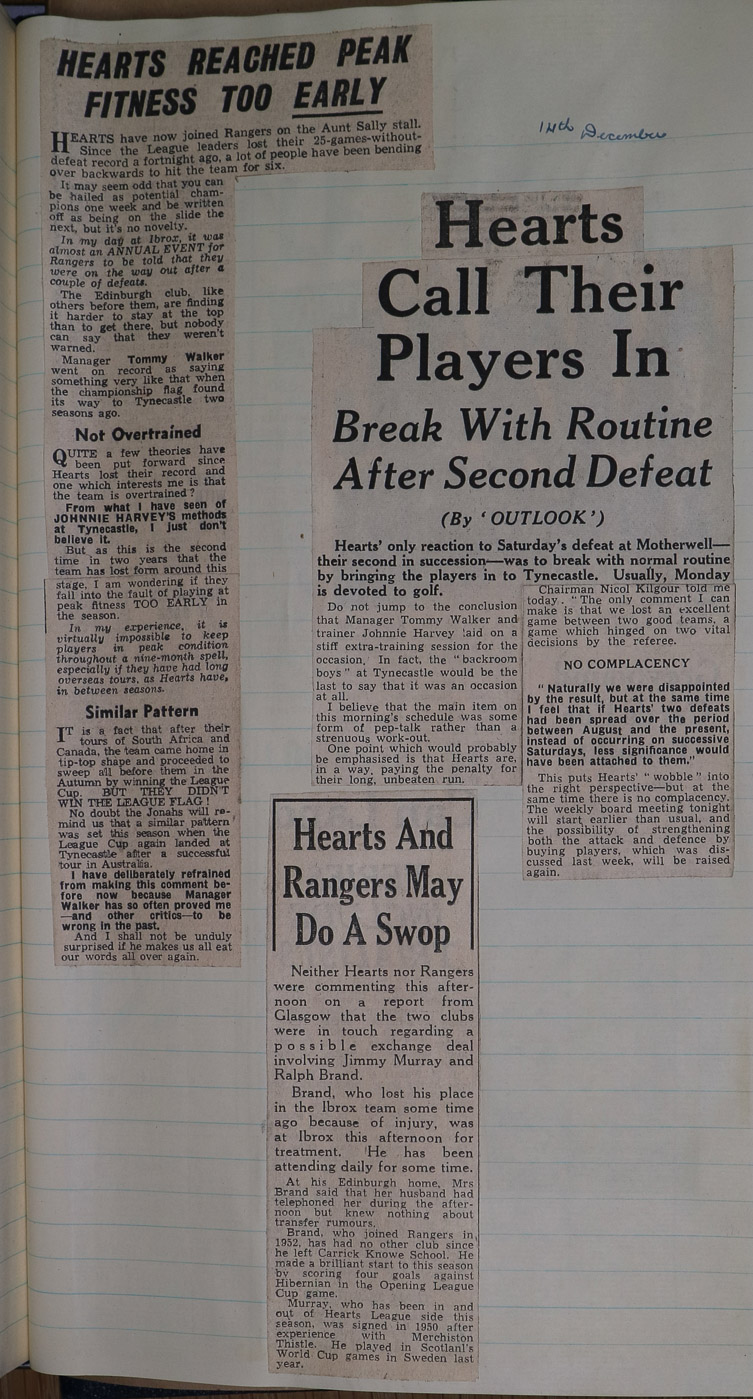 HEARTS REACHED PEAK
FITNESS TOO EARLY
HEARTS have now joined Rangers on the Aunt Sally stall.
Since the League leaders lost their 25-games-without-
defeat record a fortnight ago, a lot of people have been bending
over backwards to hit the team for six.
It may seem odd that you can
be hailed as potential cham-
pions one week and be written
off as being on the slide the
next, but it's no novelty.
In my day at Ibrox, it was
almost an ANNUAL EVENT for
Rangers to be told that they
were on the way out after a
couple of defeats.
The Edinburgh club, like
others before them, are finding
it harder to stay at the top
than to get there, but nobody
can say that they weren't
warned.
Manager Tommy Walker
went on record as saying
something very like that when
the championship flag found
its way to Tynecastle two
seasons ago.
Not Overtrained
QUITE a few theories have
been put forward since
Hearts lost their record and
one which interests me is that
the team is overtrained?
From what I have seen of
JOHNNIE HARVEY'S methods
at Tynecastle, I just don't
believe it.
But as this is the second
time in two years that the
team has lost form around this
stage, I am wondering if they
fall into the fault of playing at
peak fitness TOO EARLY in
the season.
In my experience, it is
virtually impossible to keep
players in peak condition
throughout a nine-month spell,
especially if they have had long
overseas tours, as Hearts have,
in between seasons.
Similar Pattern
IT is a fact that after their
tours of South Africa and
Canada, the team came home in
tip-top shape and proceeded to
sweep all before them in the
Autumn by winning the League
Cup. BUT THEY DIDN'T
WIN THE LEAGUE FLAG!
No doubt the Jonahs will re-
mind us that a similar pattern
was set this season when the
League Cup again landed at
Tynecastle after a successful
tour in Australia.
I have deliberately refrained
from making this comment be-
fore now because Manager
Walker has so often proved me
—and other critics—to be
wrong in the past.
And I shall not be unduly
surprised if he makes us all eat
our words all over again.
14th December
Hearts
Call Their
Players In
Break With Routine
After Second Defeat
(By 'OUTLOOK')
Hearts' only reaction to Saturday's defeat at Motherwell—
their second in succession—was to break with normal routine
by bringing the players in to Tynecastle. Usually, Monday
is devoted to golf.
Do not jump to the conclusion
that Manager Tommy Walker and
trainer Johnnie Harvey laid on a
stiff extra-training session for the
occasion. In fact, the "backroom
boys" at Tynecastle would be the
last to say that it was an occasion
at all.
I believe that the main item on
this morning's schedule was some
form of pep-talk rather than a
strenuous work-out.
One point which would probably
be emphasised is that Hearts are,
in a way, paying the penalty for
their long, unbeaten run.
Chairman Nicol Kilgour told me
today. "The only comment I can
make is that we lost an excellent
game between two good teams, a
game which hinged on two vital
decisions by the referee.
NO COMPLACENCY
"Naturally we were disappointed
by the result, but at the same time
I feel that if Hearts' two defeats
had been spread over the period
between August and the present,
instead of occurring on successive
Saturdays, less significance would
have been attached to them."
This puts Hearts' "wobble" into
the right perspective—but at the
same time there is no complacency.
The weekly board meeting tonight
will start earlier than usual, and
the possibility of strengthening
both the attack and defence by
buying players, which was dis-
cussed last week, will be raised
again.
Hearts And
Rangers May
Do A Swop
Neither Hearts nor Rangers
were commenting this after-
noon on a report from
Glasgow that the two clubs
were in touch regarding a
possible exchange deal
involving Jimmy Murray and
Ralph Brand.
Brand, who lost his place
in the Ibrox team some time
ago because of injury, was
at Ibrox this afternoon for
treatment. He has been
attending daily for some time.
At his Edinburgh home, Mrs
Brand said that her husband had
telephoned her during the after-
noon but knew nothing about
transfer rumours.
Brand, who joined Rangers in
1952, has had no other club since
he left Carrick Knowe School. He
made a brilliant start to this season
by scoring four goals against
Hibernian in the Opening League
Cup game.
Murray, who has been in and
out of Hearts League side this
season, was signed in 1950 after
experience with Merchiston
Thistle. He played in Scotlanl's
World Cup games in Sweden last
year.